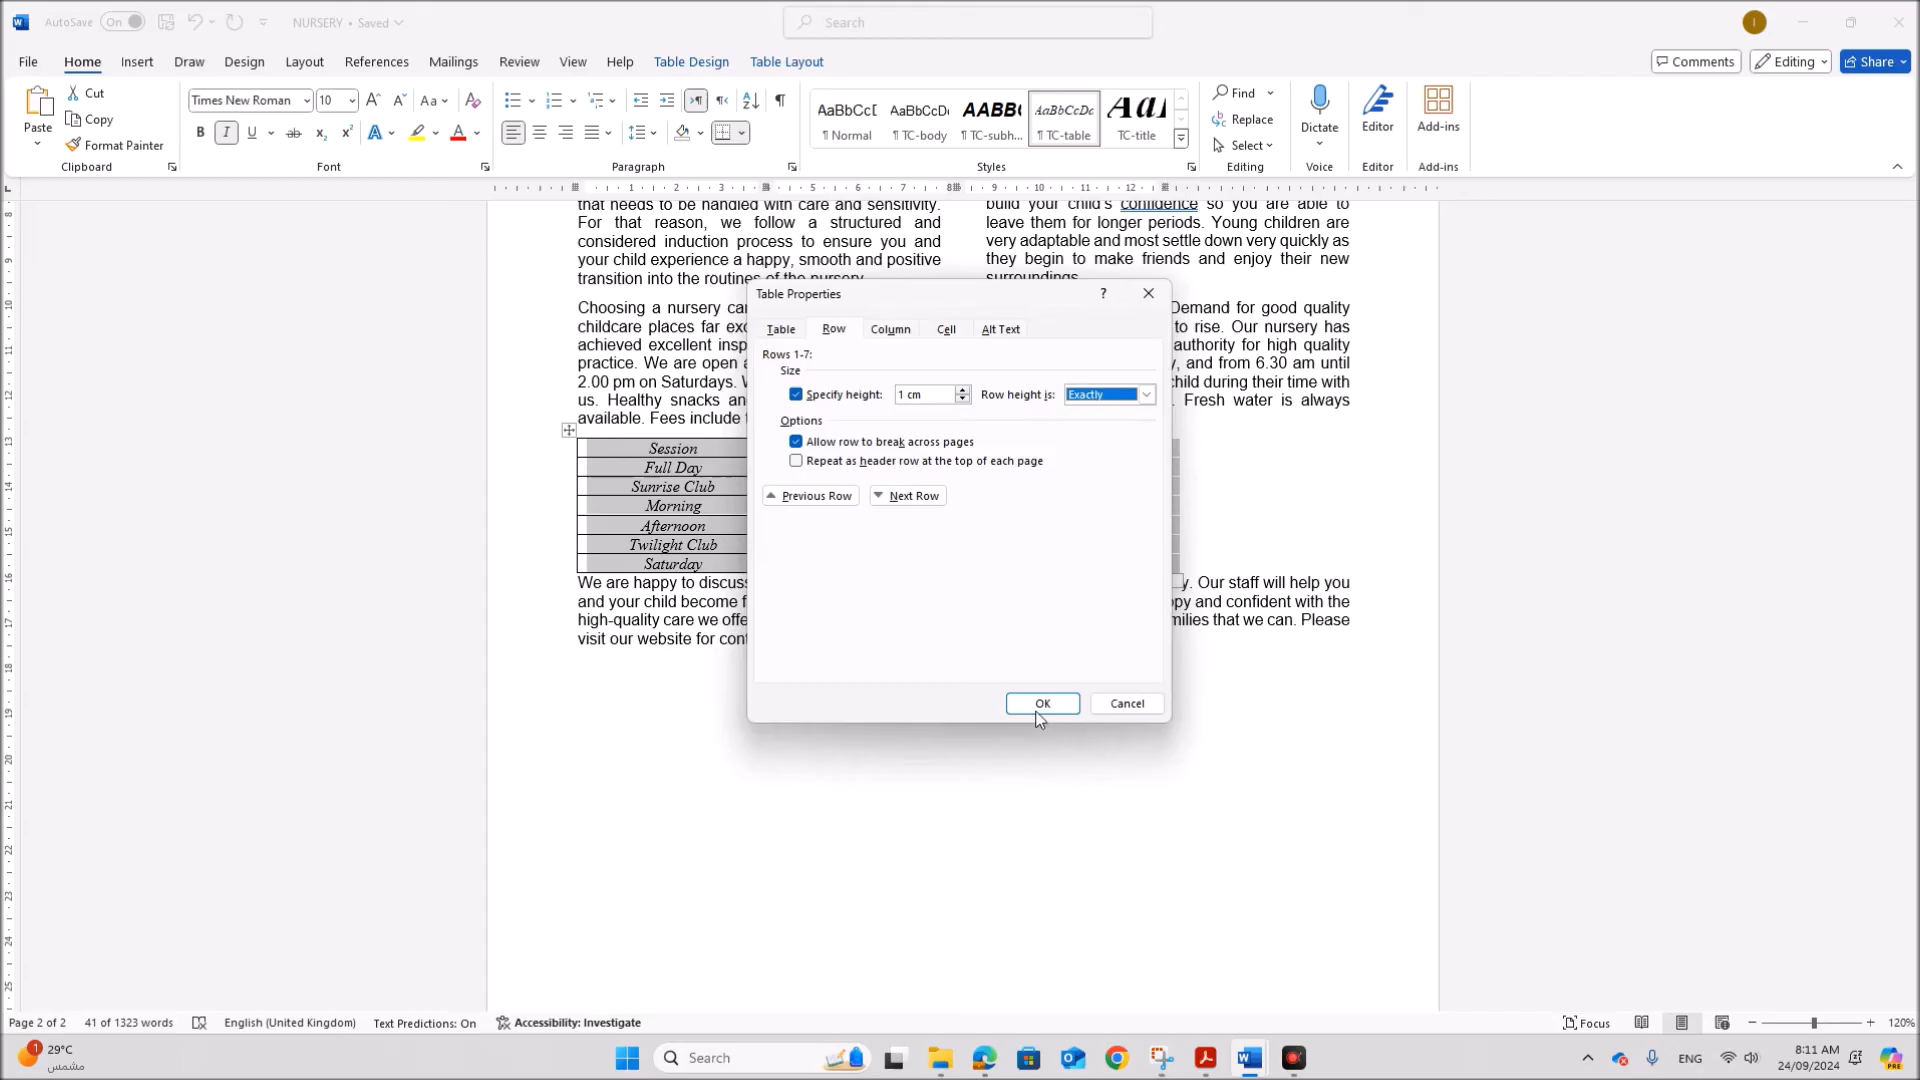 AutoSave On NURSERY • Saved Search I
File Home Insert Draw Design Layout References Mailings Review View Help Table Design Table Layout Comments Editing Share
Paste
Cut
Copy
Format Painter
Clipboard
Times New Roman 10
Font
Paragraph
AaBbCcD
¶ Normal
AaBbCcDc
¶ TC-body
AABB
¶ TC-subh...
AaBbCcDc
¶ TC-table
AaI
TC-title
Styles
Find
Replace
Select
Editing
Dictate
Voice
Editor
Editor
Add-ins
Add-ins
that needs to be handled with care and sensitivity.
For that reason, we follow a structured and
considered induction process to ensure you and
your child experience a happy, smooth and positive
transition into the routines of the nursery.
build your child's confidence so you are able to
leave them for longer periods. Young children are
very adaptable and most settle down very quickly as
they begin to make friends and enjoy their new
surroundings.
Choosing a nursery
childcare places far
achieved excellent
practice. We are open
2.00 pm on Saturdays.
us. Healthy snacks
available. Fees include
Demand for good quality
to rise. Our nursery has
authority for high quality
, and from 6.30 am until
child during their time with
. Fresh water is always
Session
Full Day
Sunrise Club
Morning
Afternoon
Twilight Club
Saturday
We are happy to
and your child become
high-quality care we
visit our website for
y. Our staff will help you
and confident with the
that we can. Please
Table Properties ?
Table Row Column Cell Alt Text
Rows 1-7:
Size
Specify height: 1 cm Row height is: Exactly
Options
Allow row to break across pages
Repeat as header row at the top of each page
Previous Row Next Row
OK Cancel
Page 2 of 2 41 of 1323 words English (United Kingdom) Text Predictions: On Accessibility: Investigate Focus 120%
1 29°C
مشمس
Search
ENG
8:11 AM
24/09/2024
PRE